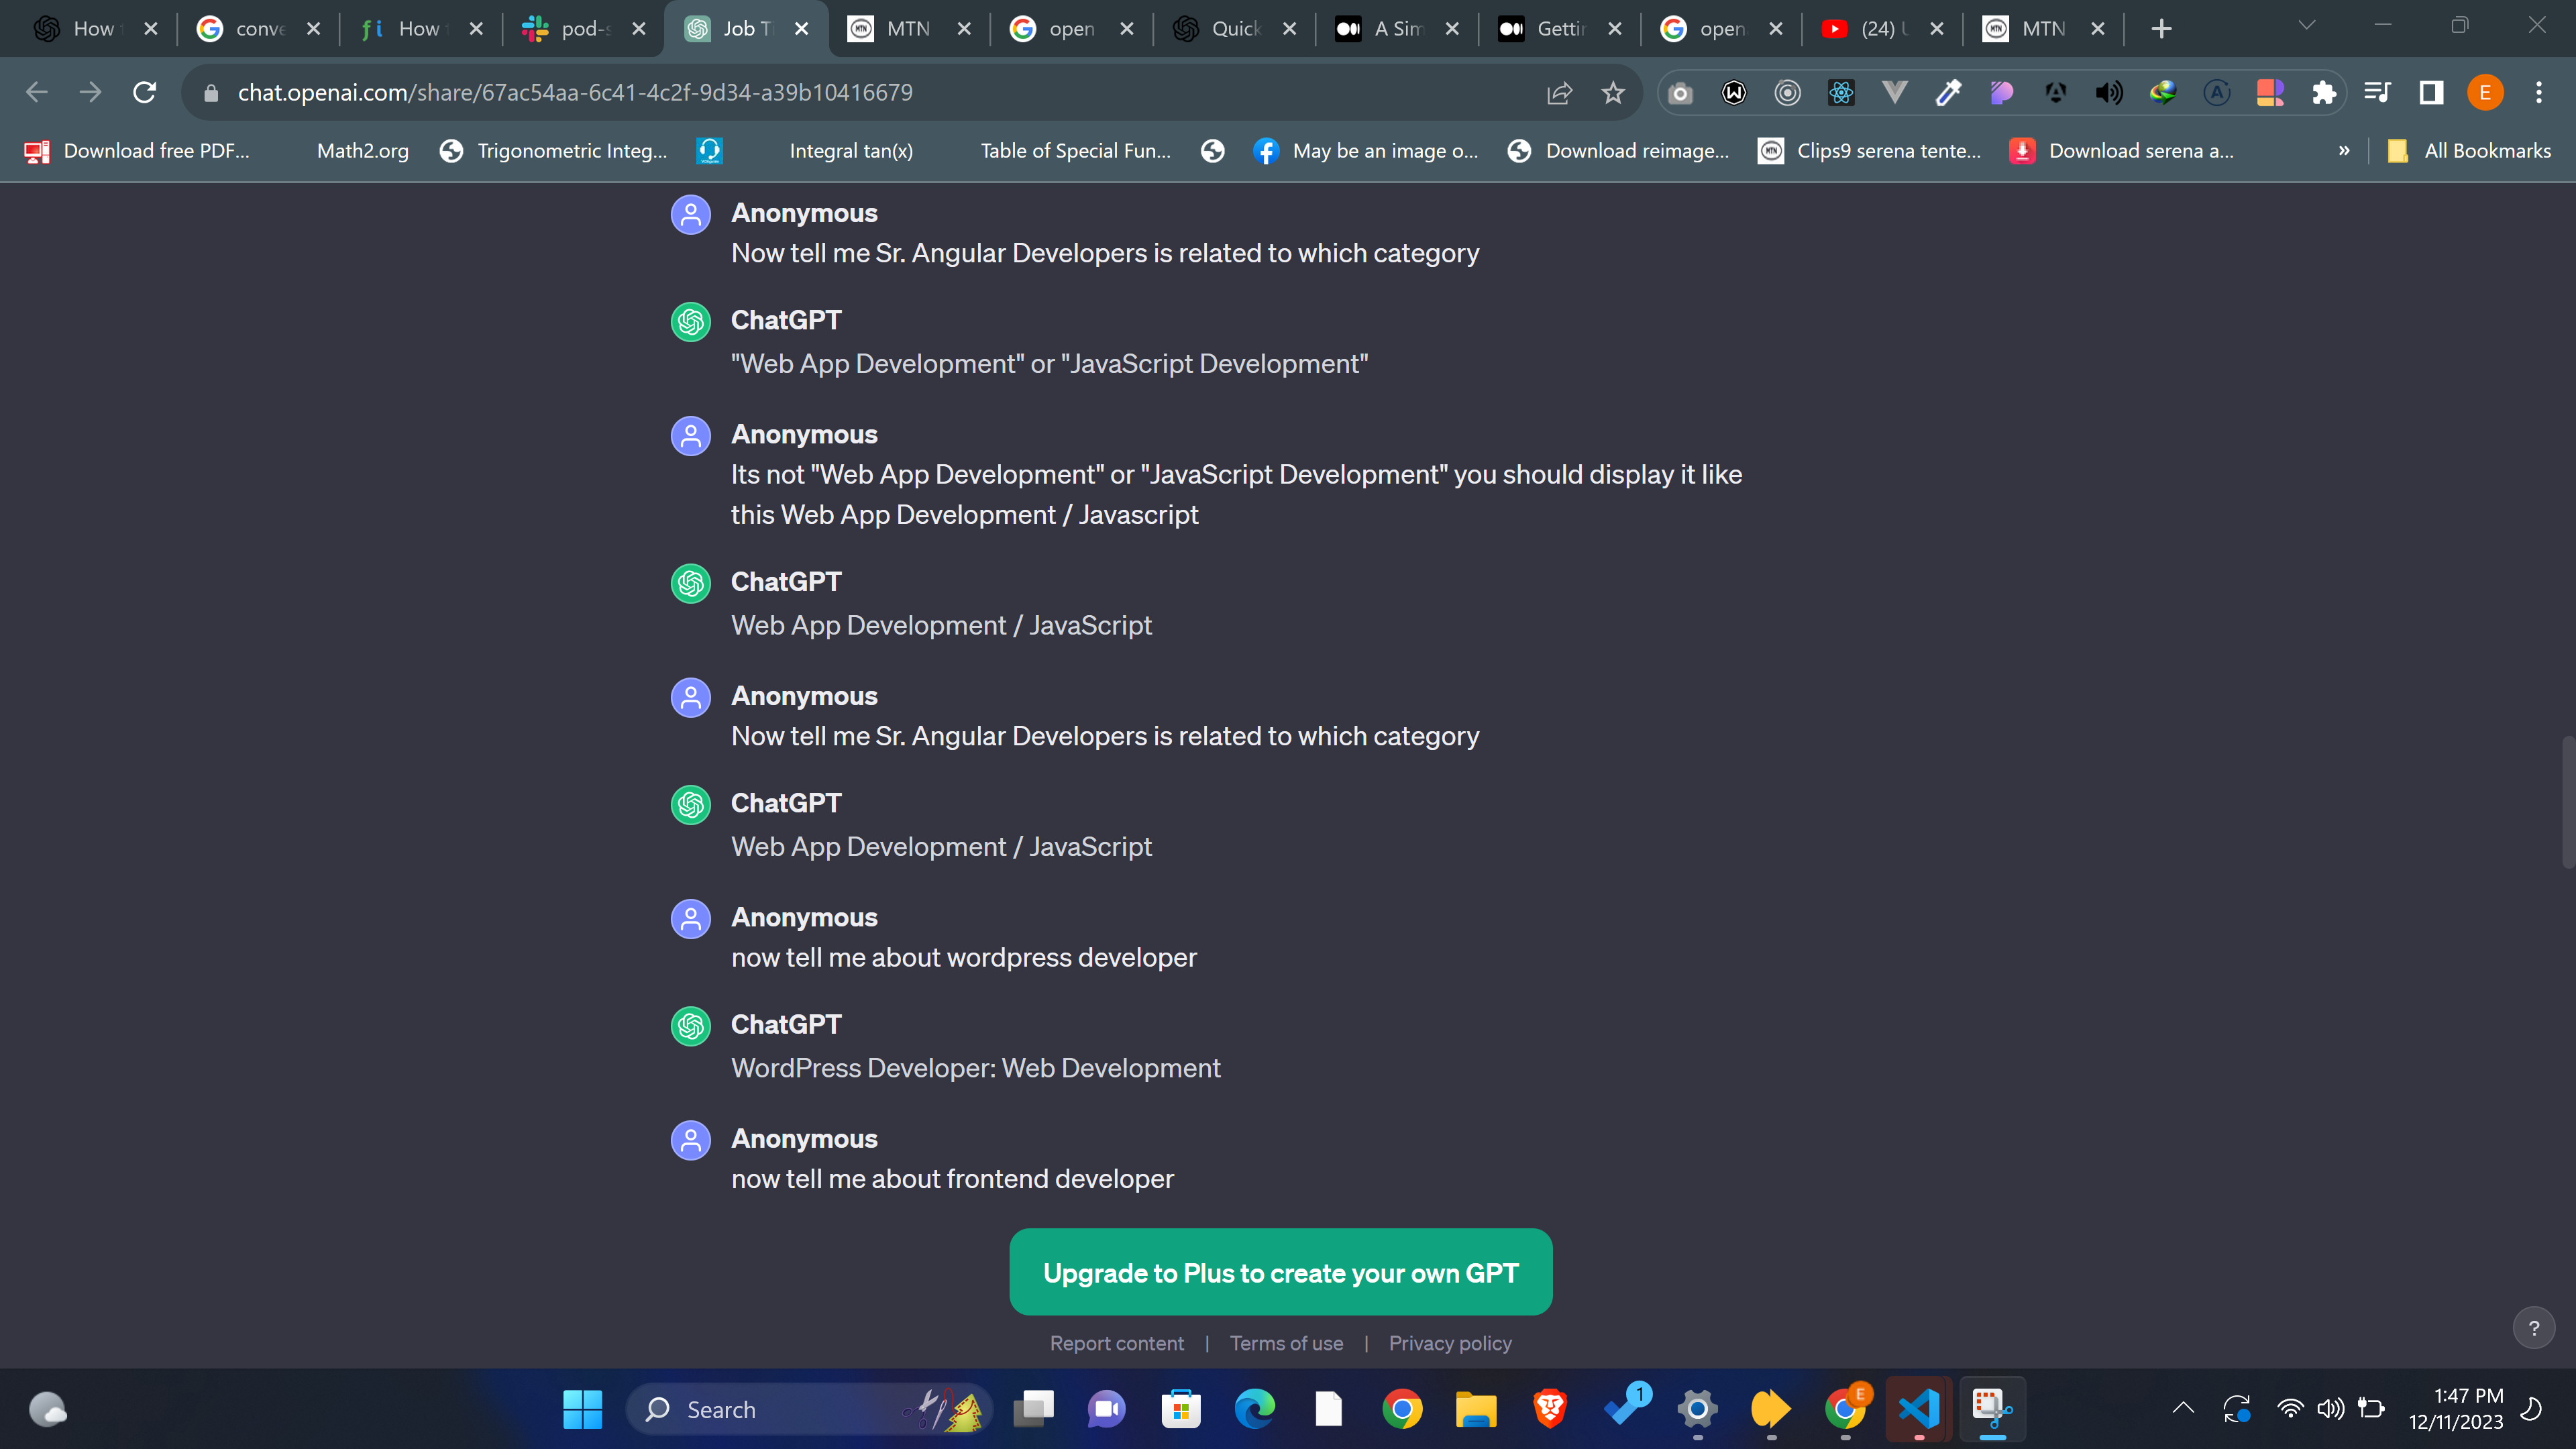 How
conve
How
pod-s
Job Ti
MTN
open
Quick
A Sim
Gettin
open
(24)
MTN
chat.openai.com/share/67ac54aa-6c41-4c2f-9d34-a39b10416679
E
Download free PDF...
Math2.org
Trigonometric Integ...
Integral tan(x)
Table of Special Fun...
May be an image o...
Download reimage...
Clips9 serena tente...
Download serena a...
»
All Bookmarks
Anonymous
Now tell me Sr. Angular Developers is related to which category
ChatGPT
"Web App Development" or "JavaScript Development"
Anonymous
Its not "Web App Development" or "JavaScript Development" you should display it like
this Web App Development / Javascript
ChatGPT
Web App Development / JavaScript
Anonymous
Now tell me Sr. Angular Developers is related to which category
ChatGPT
Web App Development / JavaScript
Anonymous
now tell me about wordpress developer
ChatGPT
WordPress Developer: Web Development
Anonymous
now tell me about frontend developer
Upgrade to Plus to create your own GPT
Report content | Terms of use | Privacy policy
?
Search
1
E
1:47 PM
12/11/2023